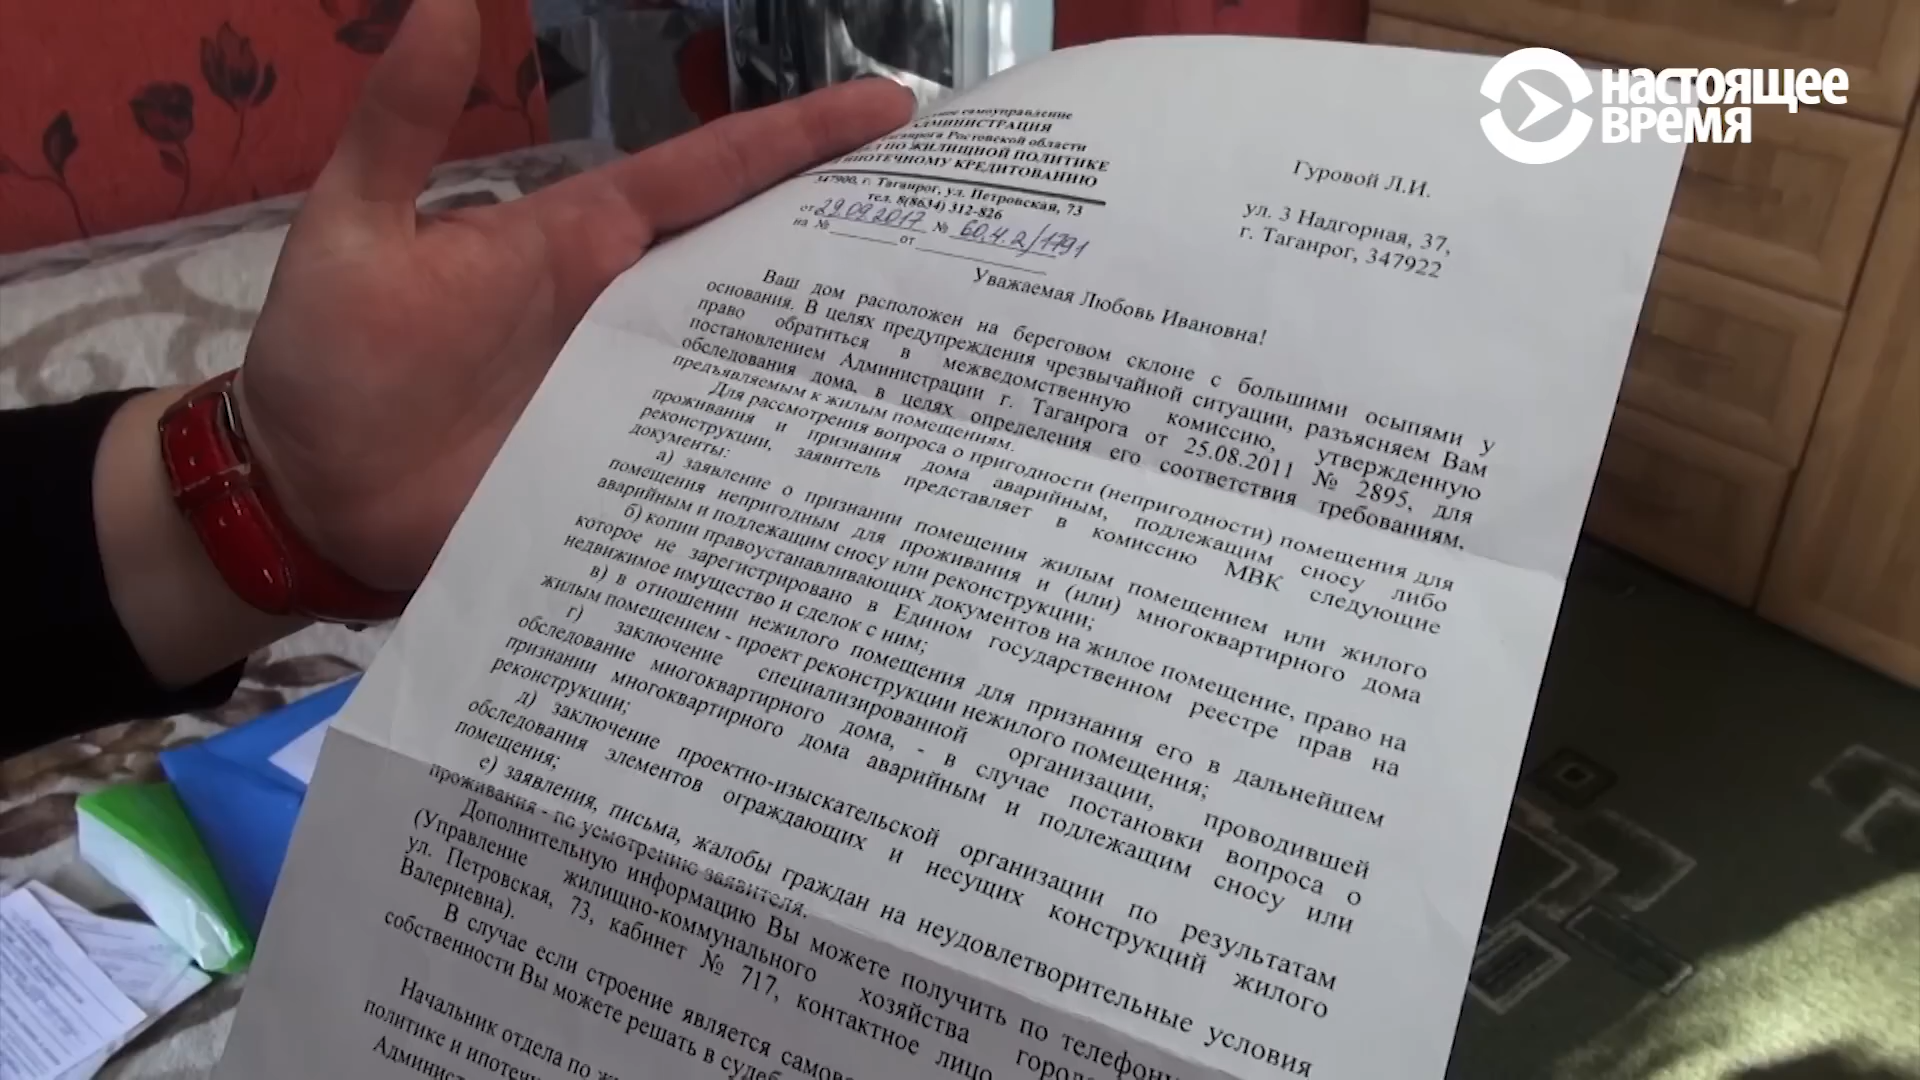 настоящее
время
самоуправление
АДМИНИСТРАЦИЯ
Таганрога Ростовской области
ПО ЖИЛИЩНОЙ ПОЛИТИКЕ
ИПОТЕЧНОМУ КРЕДИТОВАНИЮ
347900, г. Таганрог, ул. Петровская, 73
тел. 8(8634) 312-826
от 29.09.2017 № 60.4.2/1791
на № от
Гуровой Л.И.
ул. 3 Надгорная, 37,
г. Таганрог, 347922
Уважаемая Любовь Ивановна!
Ваш дом расположен на береговом склоне с большими осыпями у
основания. В целях предупреждения чрезвычайной ситуации, разъясняем Вам
право обратиться в межведомственную комиссию, утвержденную
постановлением Администрации г. Таганрога от 25.08.2011 № 2895, для
обследования дома, в целях определения его соответствия требованиям,
предъявляемым к жилым помещениям.
Для рассмотрения вопроса о пригодности (непригодности) помещения для
проживания и признания дома аварийным, подлежащим сносу либо
реконструкции, заявитель представляет в комиссию МВК следующие
документы:
а) заявление о признании помещения жилым помещением или жилого
помещения непригодным для проживания и (или) многоквартирного дома
аварийным и подлежащим сносу или реконструкции;
б) копии правоустанавливающих документов на жилое помещение, право на
которое не зарегистрировано в Едином государственном реестре прав на
недвижимое имущество и сделок с ним;
в) в отношении нежилого помещения для признания его в дальнейшем
жилым помещением - проект реконструкции нежилого помещения;
г) заключение специализированной организации, проводившей
обследование многоквартирного дома, - в случае постановки вопроса о
признании многоквартирного дома аварийным и подлежащим сносу или
реконструкции;
д) заключение проектно-изыскательской организации по результатам
обследования элементов ограждающих и несущих конструкций жилого
помещения;
е) заявления, письма, жалобы граждан на неудовлетворительные условия
проживания - по усмотрению заявителя.
Дополнительную информацию Вы можете получить по телефону
(Управление жилищно-коммунального хозяйства
ул. Петровская, 73, кабинет № 717, контактное лицо
Валериевна).
В случае если строение является
собственности Вы можете решать в
Начальник отдела по
политике и